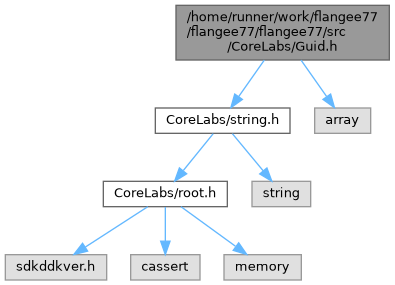 /home/runner/work/flangee77
/flangee77/flangee77/src
/CoreLabs/Guid.h
CoreLabs/string.h
array
CoreLabs/root.h
string
sdkddkver.h
cassert
memory